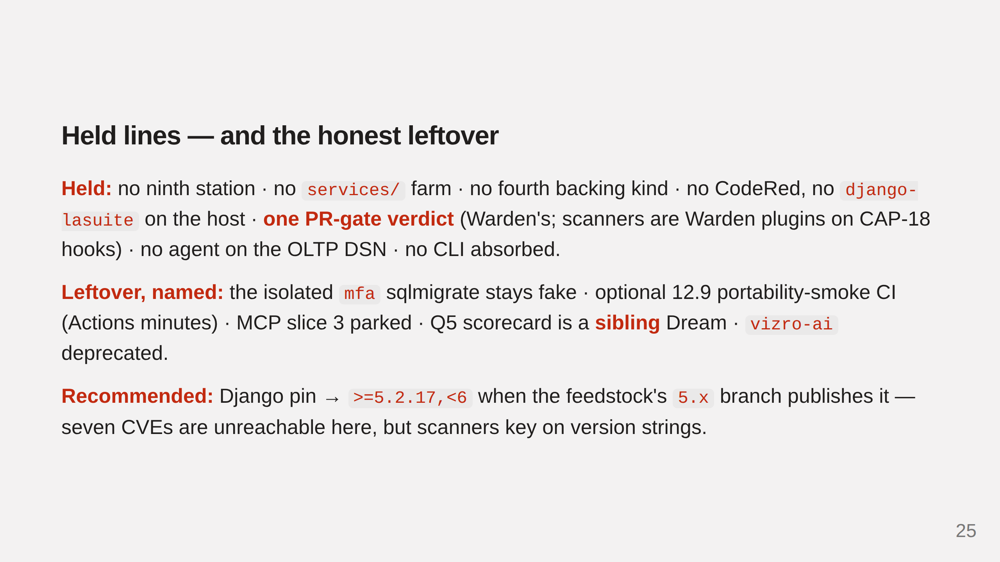 Held lines — and the honest leftover
Held: no ninth station · no services/ farm · no fourth backing kind · no CodeRed, no django-
lasuite on the host · one PR-gate verdict (Warden's; scanners are Warden plugins on CAP-18
hooks) · no agent on the OLTP DSN · no CLI absorbed.
Leftover, named: the isolated mfa sqlmigrate stays fake · optional 12.9 portability-smoke CI
(Actions minutes) · MCP slice 3 parked · Q5 scorecard is a sibling Dream · vizro-ai
deprecated.
Recommended: Django pin → >=5.2.17,<6 when the feedstock's 5.x branch publishes it —
seven CVEs are unreachable here, but scanners key on version strings.
25